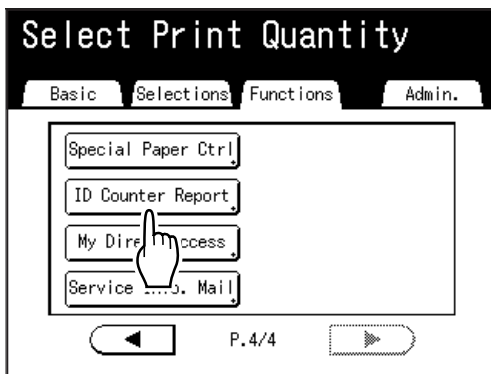 Select Print Quantity
Basic Selections Functions Admin.
Special Paper Ctrl
ID Counter Report
My Dire ccess
Service . Mail
P.4/4